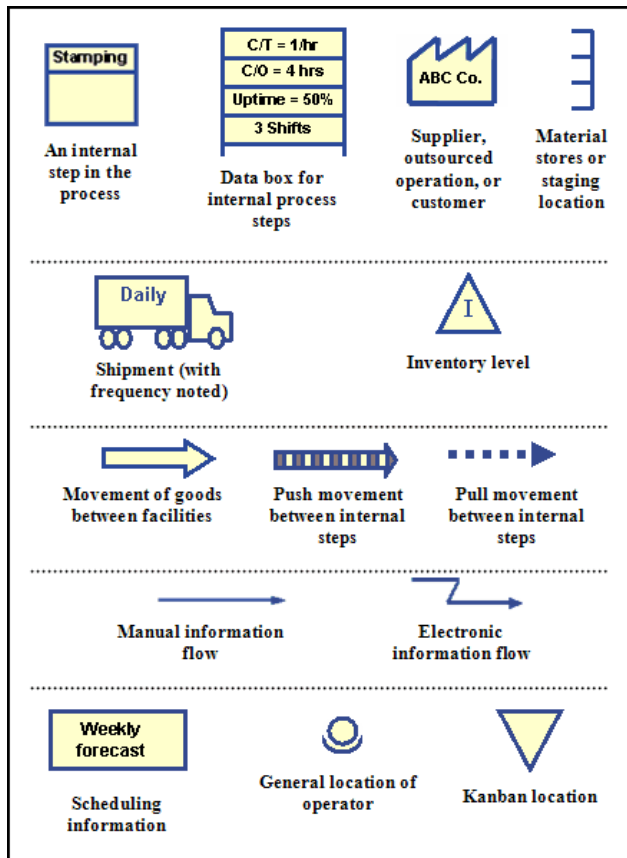 Stamping
An internal
step in the
process
C/T = 1/hr
C/O = 4 hrs
Uptime = 50%
3 Shifts
Data box for
internal process
steps
ABC Co.
Supplier,
outsourced
operation, or
customer
Material
stores or
staging
location
Daily
Shipment (with
frequency noted)
I
Inventory level
Movement of goods
between facilities
Push movement
between internal
steps
Pull movement
between internal
steps
Manual information
flow
Electronic
information flow
Weekly
forecast
Scheduling
information
General location of
operator
Kanban location